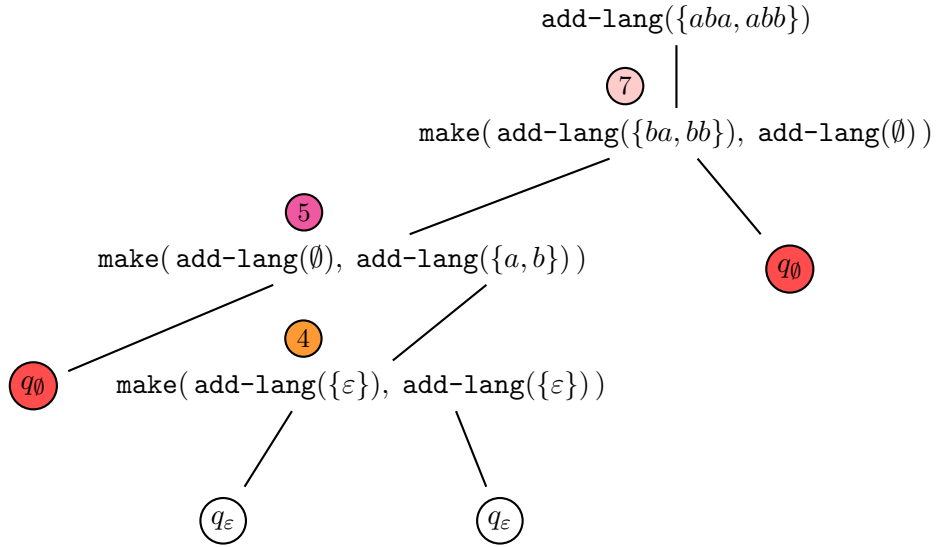 add-lang({aba, abb})
7
make( add-lang({ba, bb}), add-lang(∅) )
5
make( add-lang(∅), add-lang({a, b}) )
q∅
4
q∅
make( add-lang({ε}), add-lang({ε}) )
qε qε